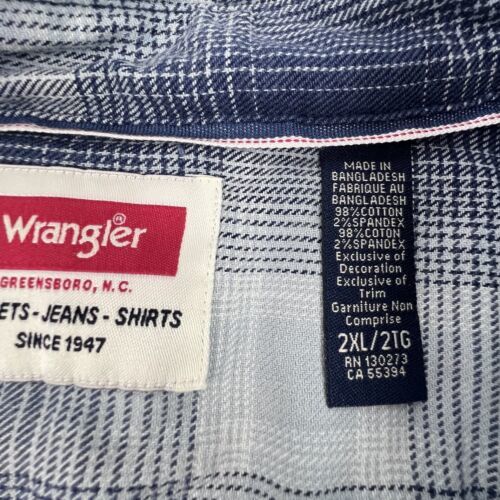 Wrangler®
GREENSBORO, N.C.
ETS - JEANS - SHIRTS
SINCE 1947
MADE IN
BANGLADESH
FABRIQUE AU
BANGLADESH
98%COTTON
2%SPANDEX
98%COTTON
2%SPANDEX
Exclusive of
Decoration
Exclusive of
Trim
Garniture Non
Comprise
2XL/2TG
RN 130273
CA 55394